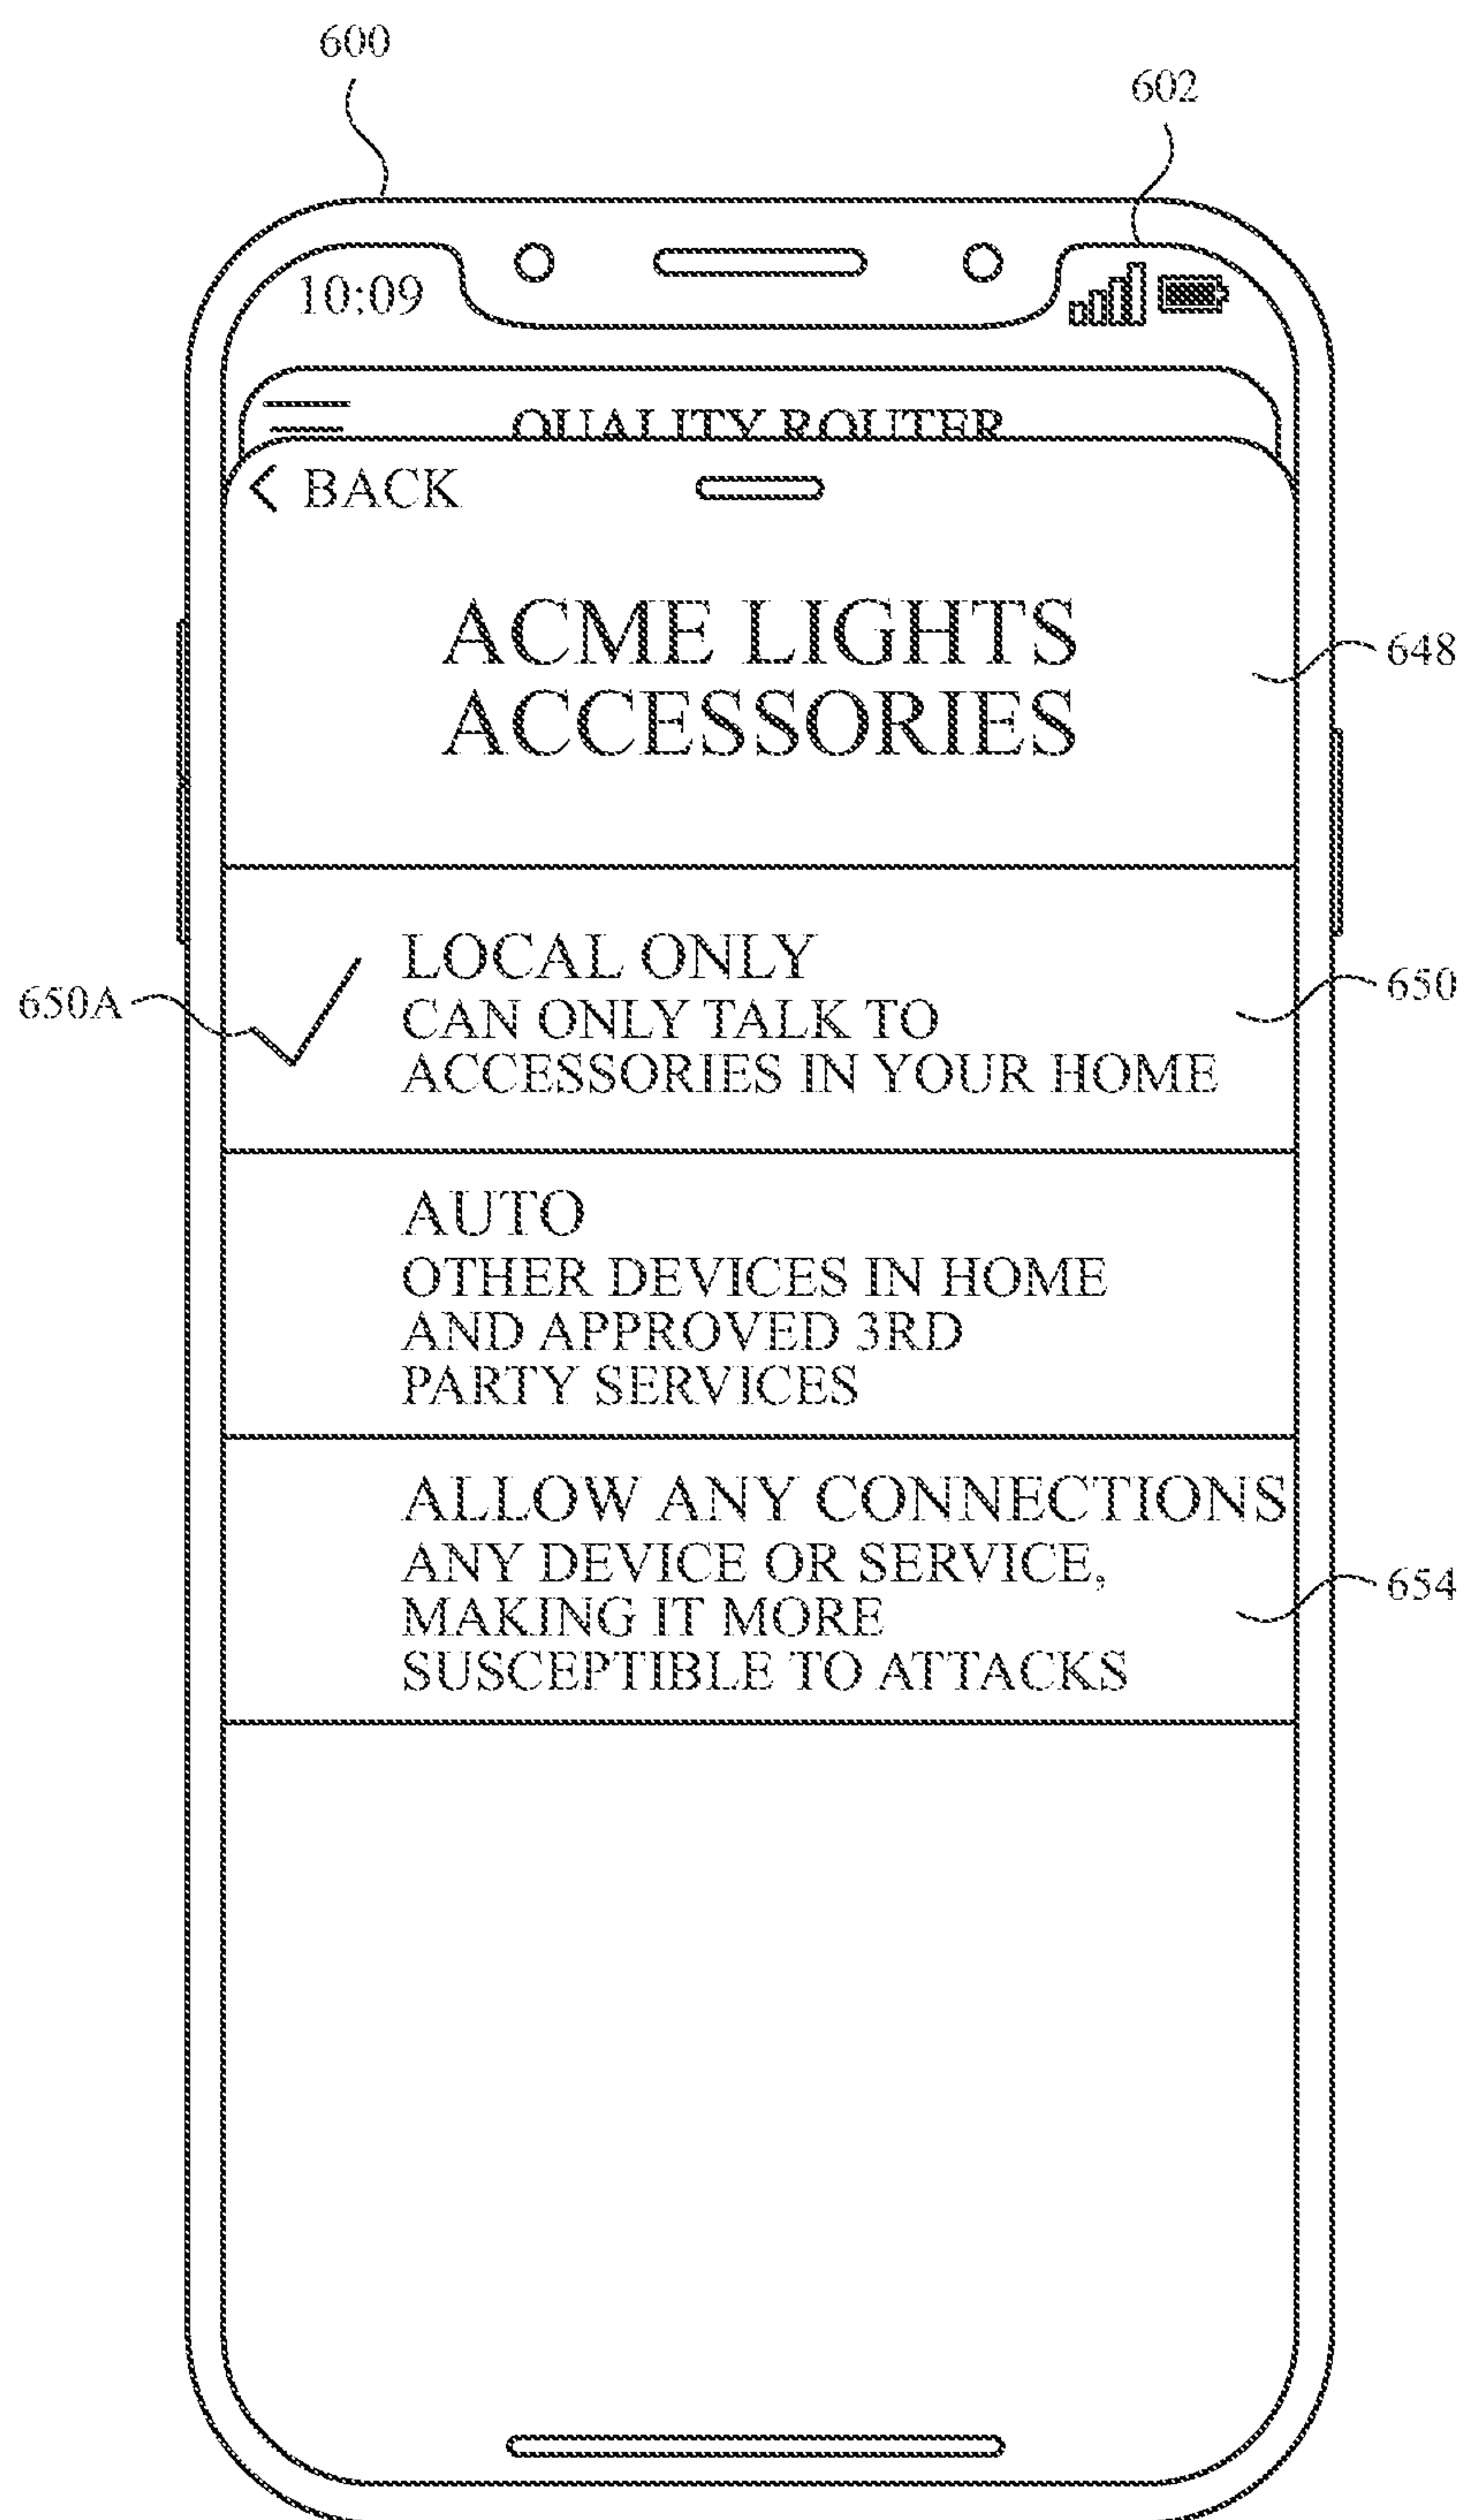 600
602
10:09
QUALITY ROUTER
BACK
ACME LIGHTS
ACCESSORIES
648
LOCAL ONLY
CAN ONLY TALK TO
ACCESSORIES IN YOUR HOME
650A
650
AUTO
OTHER DEVICES IN HOME
AND APPROVED 3RD
PARTY SERVICES
ALLOW ANY CONNECTIONS
ANY DEVICE OR SERVICE,
MAKING IT MORE
SUSCEPTIBLE TO ATTACKS
654